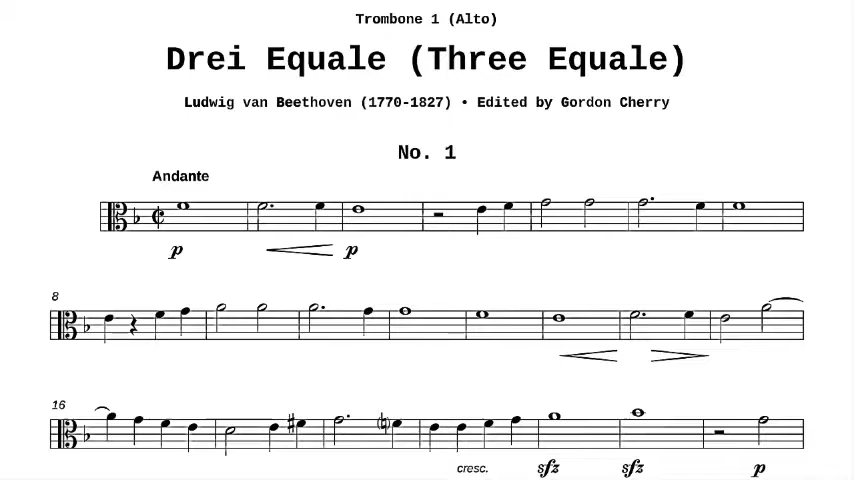 Trombone 1 (Alto)
Drei Equale (Three Equale)
Ludwig van Beethoven (1770-1827) • Edited by Gordon Cherry
No. 1
Andante
p
p
8
16
cresc.
sfz
sfz
p